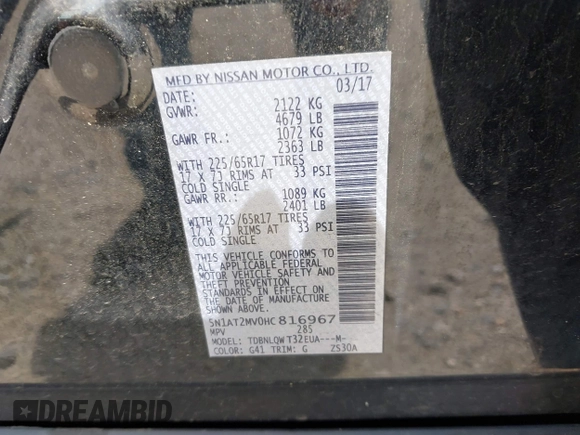 MFD BY NISSAN MOTOR CO., LTD.
DATE: 03/17
GVWR: 2122 KG
4679 LB
GAWR FR.: 1072 KG
2363 LB
WITH 225/65R17 TIRES
17 X 7J RIMS AT 33 PSI
COLD SINGLE
GAWR RR.: 1089 KG
2401 LB
WITH 225/65R17 TIRES
17 X 7J RIMS AT 33 PSI
COLD SINGLE
THIS VEHICLE CONFORMS TO
ALL APPLICABLE FEDERAL
MOTOR VEHICLE SAFETY AND
THEFT PREVENTION
STANDARDS IN EFFECT ON
THE DATE OF MANUFACTURE
SHOWN ABOVE.
5N1AT2MV0HC816967
MPV 285
MODEL: TDBNLQW T32EUA---M-
COLOR: G41 TRIM: G ZS30A
DREAMBID